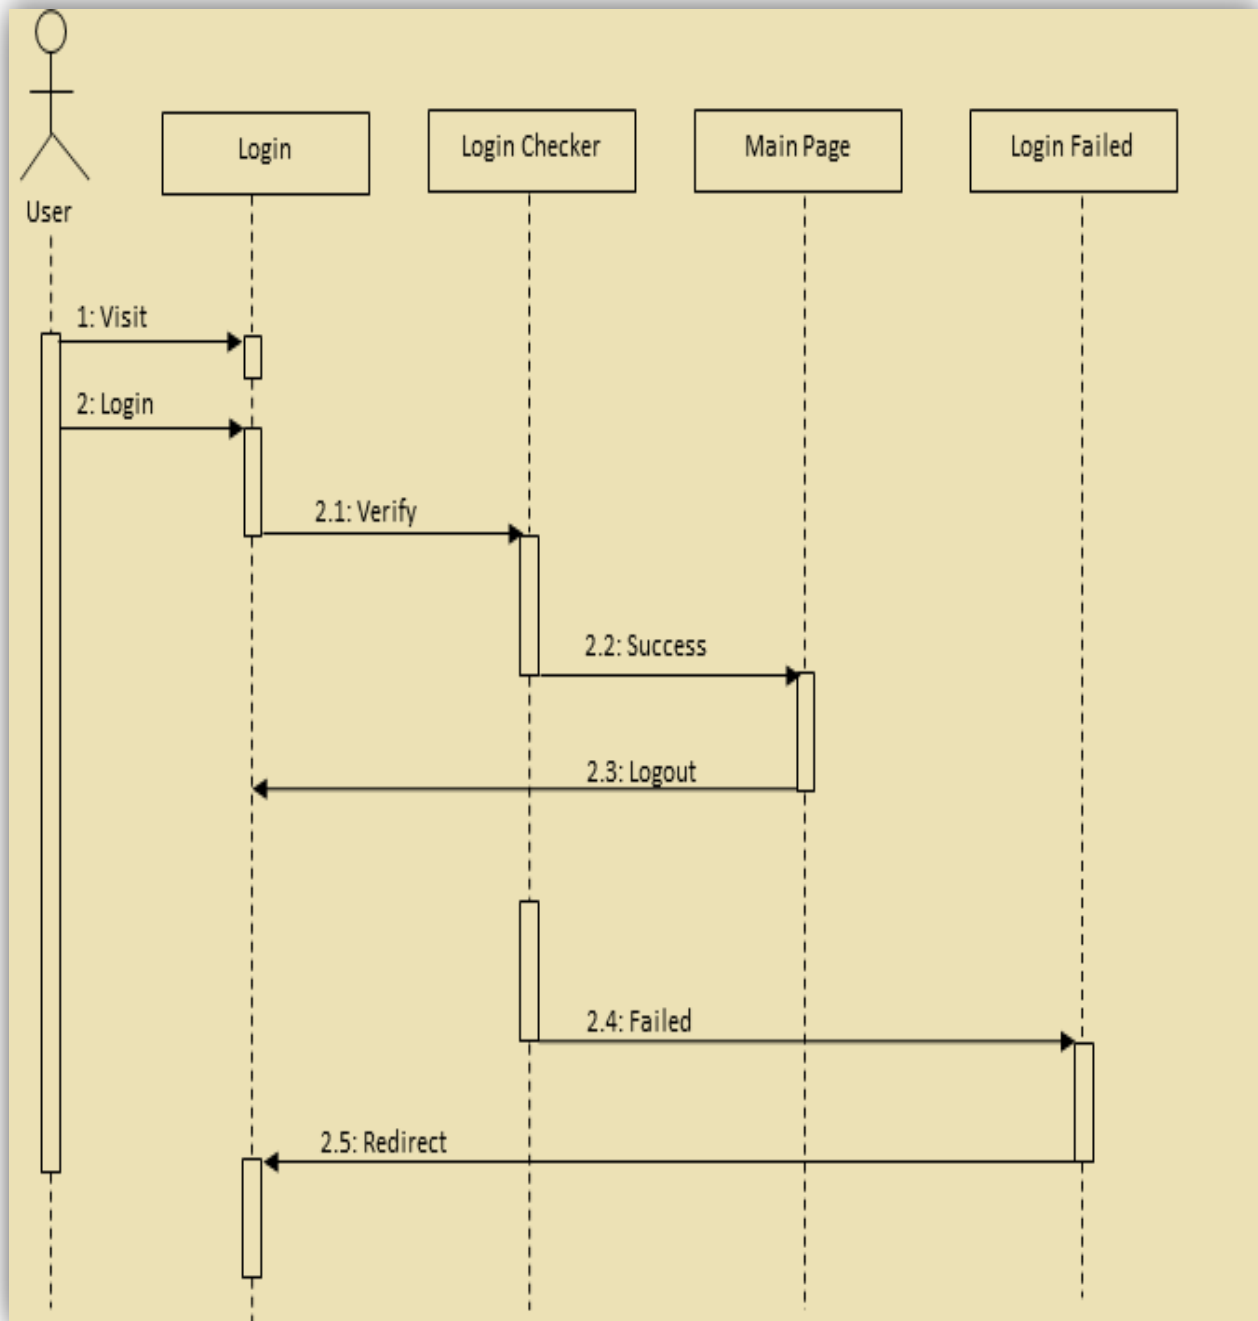 User
Login
Login Checker
Main Page
Login Failed
1: Visit
2: Login
2.1: Verify
2.2: Success
2.3: Logout
2.4: Failed
2.5: Redirect